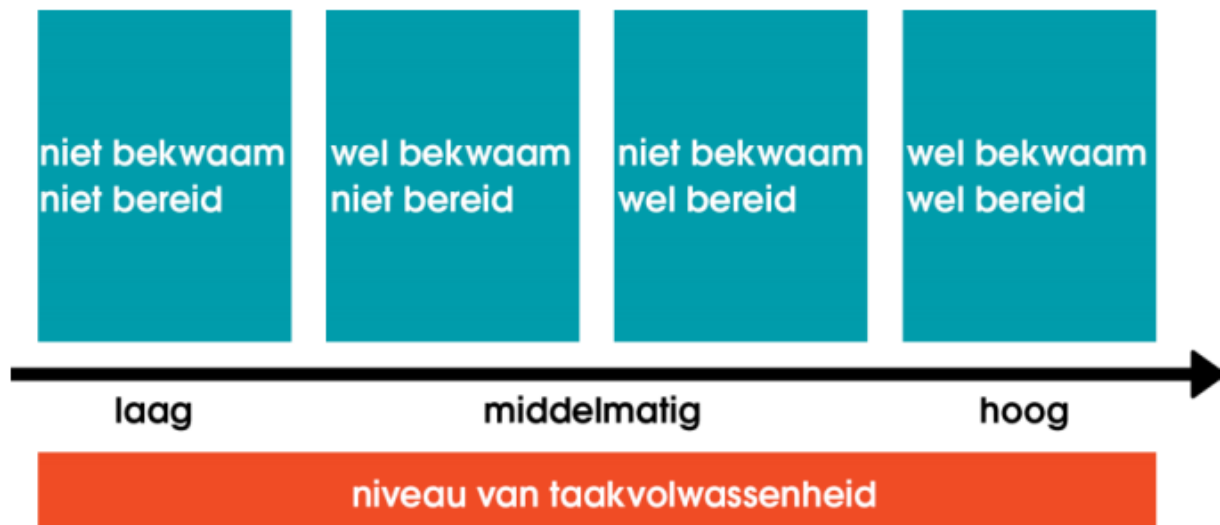 niet bekwaam
niet bereid
wel bekwaam
niet bereid
niet bekwaam
wel bereid
wel bekwaam
wel bereid
laag
middelmatig
hoog
niveau van taakvolwassenheid